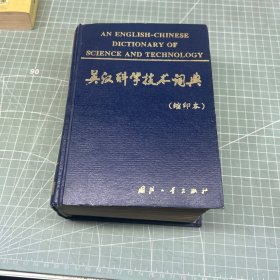 AN ENGLISH-CHINESE
DICTIONARY OF
SCIENCE AND TECHNOLOGY
英汉科学技术词典
(缩印本)
国防工业出版社